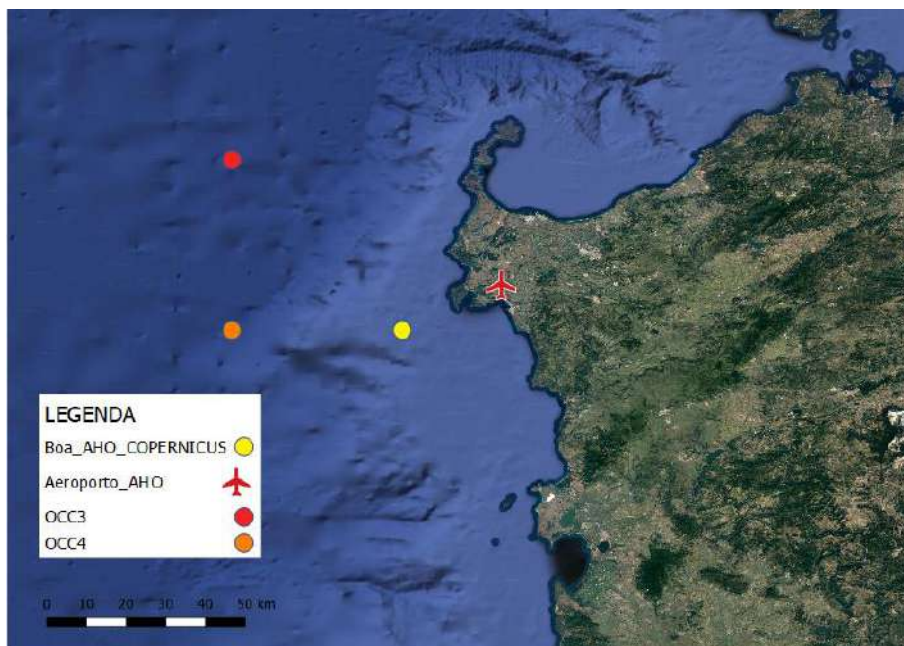 LEGENDA
Boa_AHO_COPERNICUS
Aeroporto_AHO
OCC3
OCC4
0 10 20 30 40 50 km